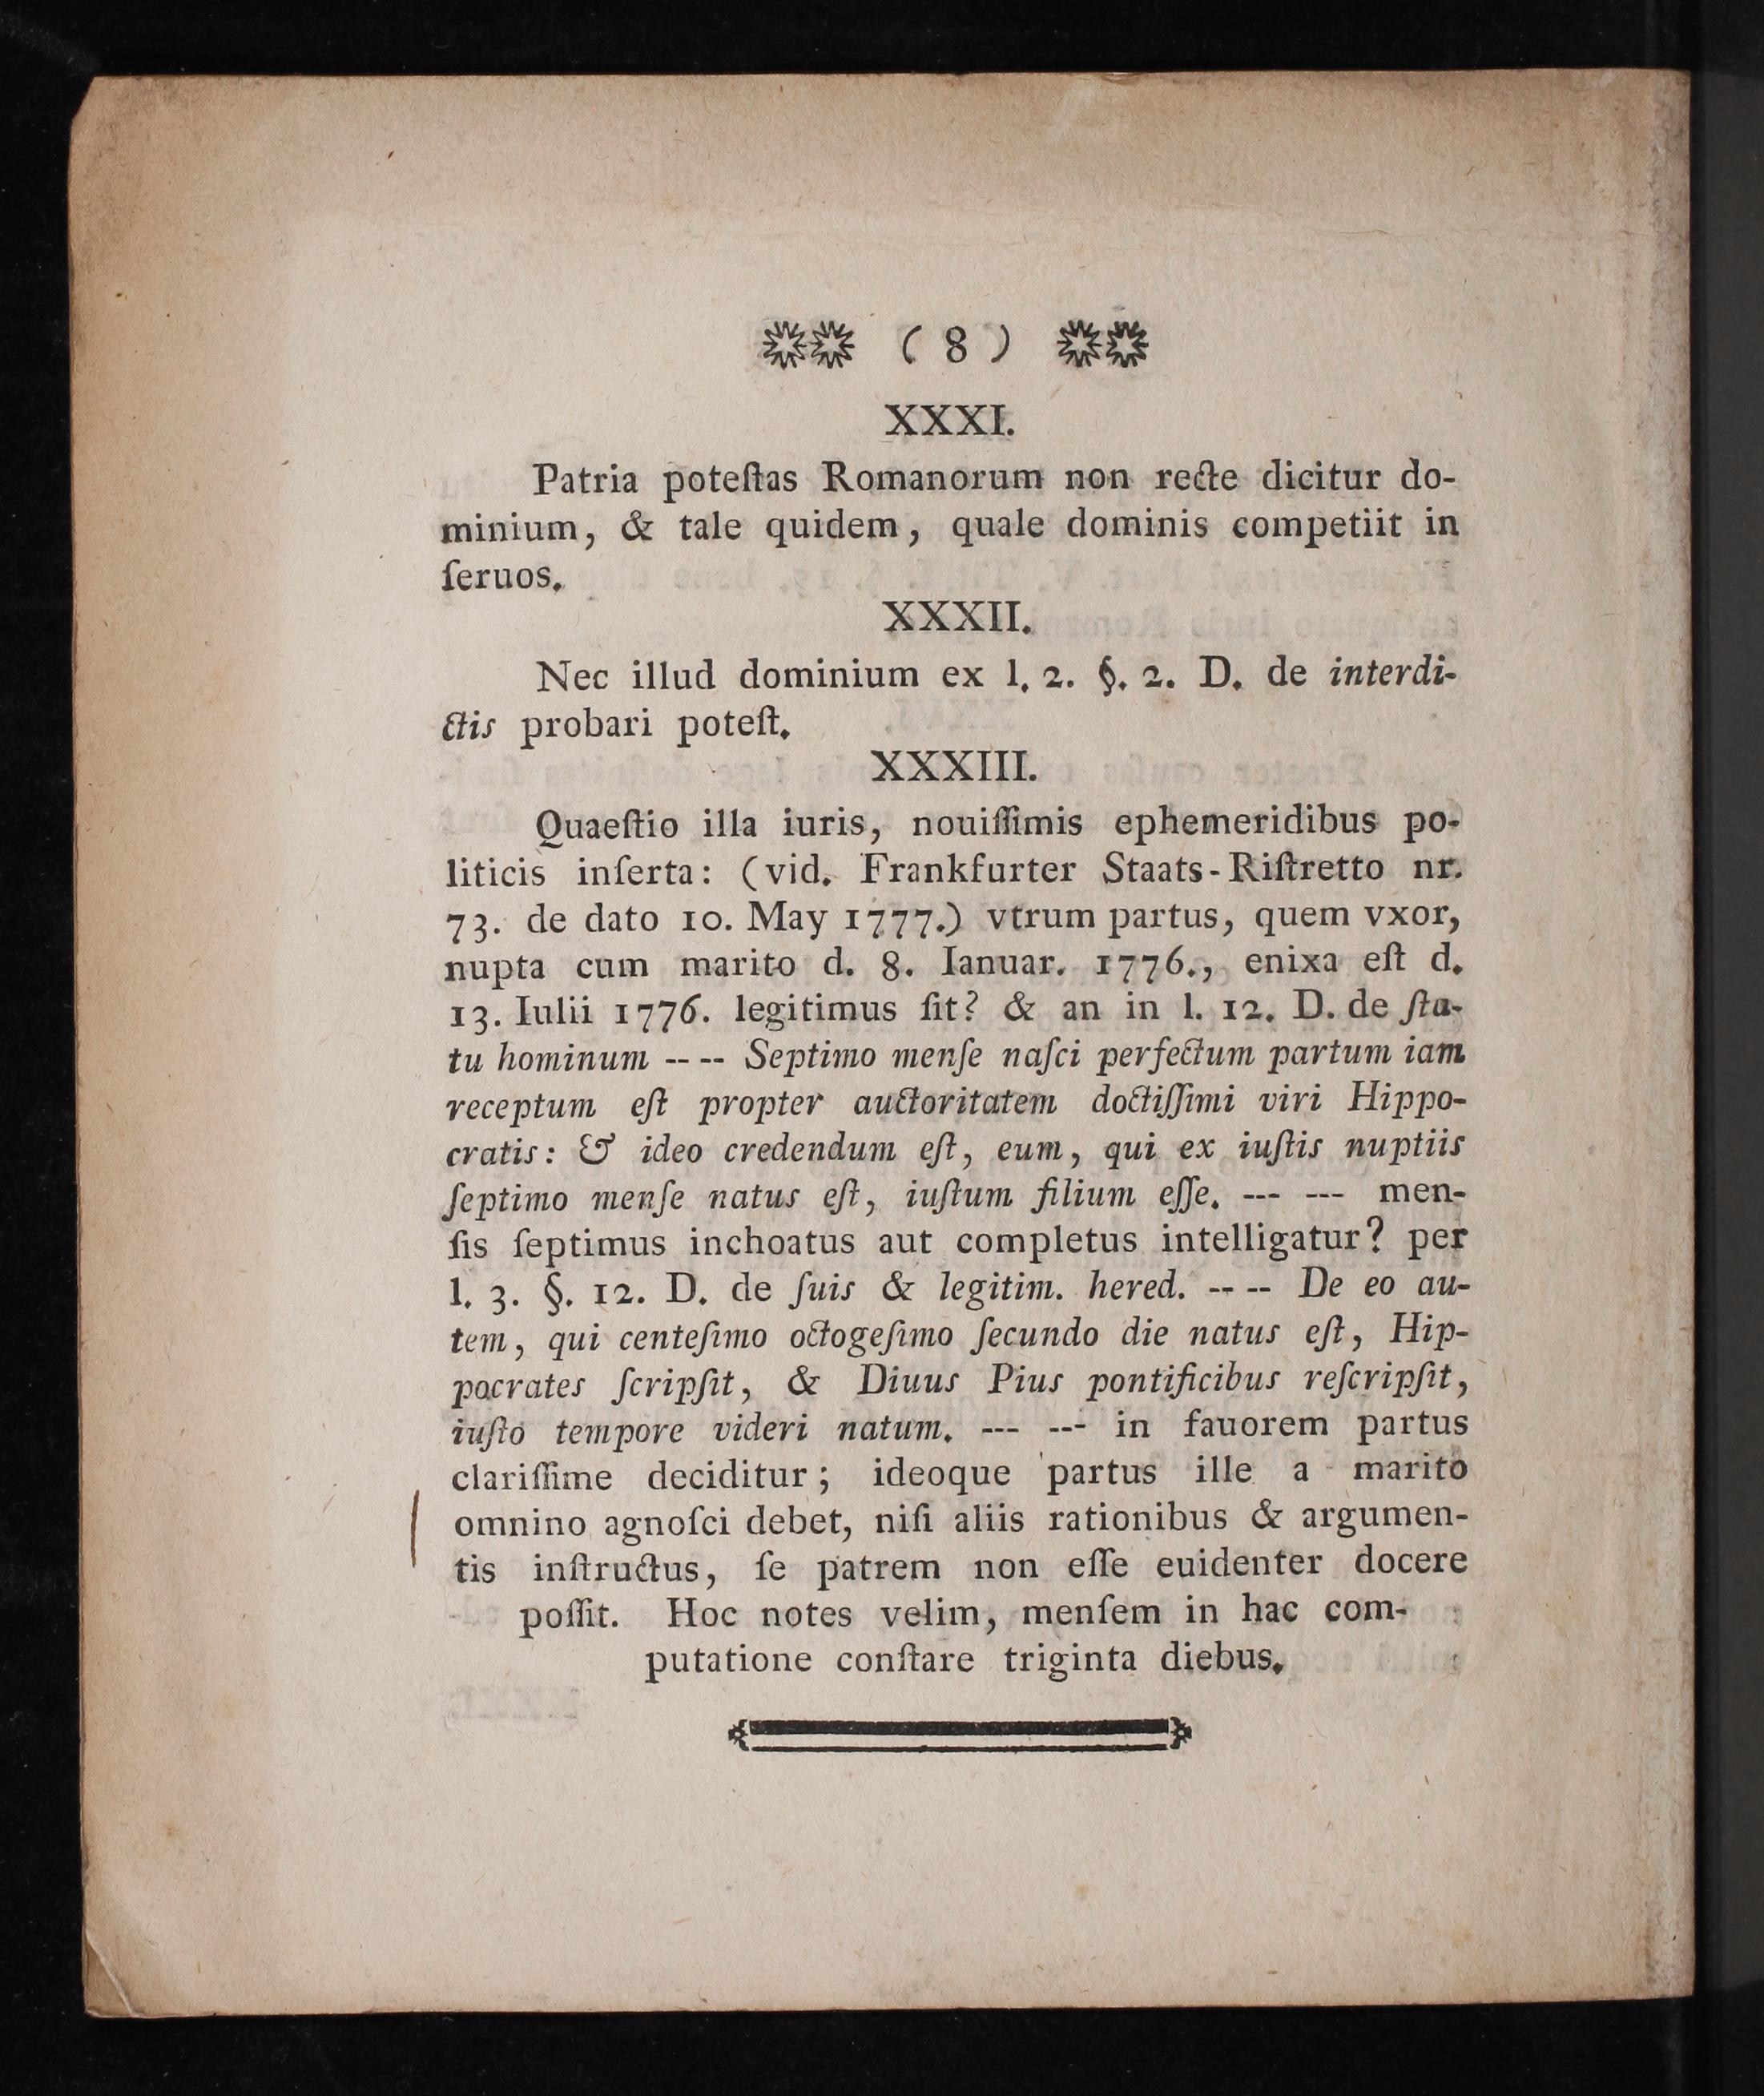 ( 8 )
XXXI.
Patria poteſtas Romanorum non recte dicitur do-
minium, & tale quidem, quale dominis competiit in
ſeruos.
XXXII.
Nec illud dominium ex l. 2. §. 2. D. de interdi-
ctis probari poteſt.
XXXIII.
Quaeſtio illa iuris, nouiſſimis ephemeridibus po-
liticis inſerta: (vid. Frankfurter Staats-Riſtretto nr.
73. de dato 10. May 1777.) vtrum partus, quem vxor,
nupta cum marito d. 8. Ianuar. 1776., enixa eſt d.
13. Iulii 1776. legitimus ſit? & an in l. 12. D. de ſta-
tu hominum -- -- Septimo menſe naſci perfectum partum iam
receptum eſt propter auctoritatem doctiſſimi viri Hippo-
cratis: & ideo credendum eſt, eum, qui ex iuſtis nuptiis
ſeptimo menſe natus eſt, iuſtum filium eſſe. --- --- men-
ſis ſeptimus inchoatus aut completus intelligatur? per
l. 3. §. 12. D. de ſuis & legitim. hered. -- -- De eo au-
tem, qui centeſimo octogeſimo ſecundo die natus eſt, Hip-
pocrates ſcripſit, & Diuus Pius pontificibus reſcripſit,
iuſto tempore videri natum. --- --- in fauorem partus
clariſſime deciditur; ideoque partus ille a marito
omnino agnoſci debet, niſi aliis rationibus & argumen-
tis inſtructus, ſe patrem non eſſe euidenter docere
poſſit. Hoc notes velim, menſem in hac com-
putatione conſtare triginta diebus.